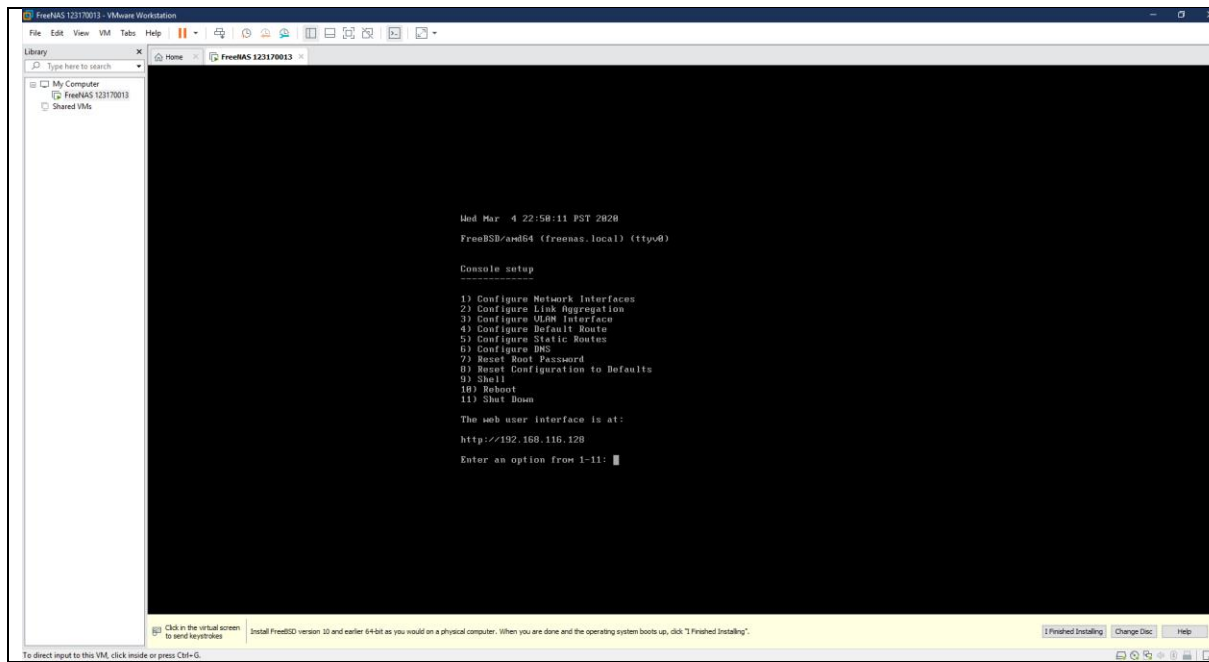 FreeNAS 123170013 - VMware Workstation
File Edit View VM Tabs Help
Library
Type here to search
My Computer
FreeNAS 123170013
Shared VMs
Home
FreeNAS 123170013
Wed Mar 4 22:50:11 PST 2020
FreeBSD/amd64 (freenas.local) (ttyv0)
Console setup
-------------
1) Configure Network Interfaces
2) Configure Link Aggregation
3) Configure VLAN Interface
4) Configure Default Route
5) Configure Static Routes
6) Configure DNS
7) Reset Root Password
8) Reset Configuration to Defaults
9) Shell
10) Reboot
11) Shut Down
The web user interface is at:
http://192.168.116.128
Enter an option from 1-11:
Click in the virtual screen
to send keystrokes
Install FreeBSD version 10 and earlier 64-bit as you would on a physical computer. When you are done and the operating system boots up, click "I Finished Installing".
I Finished Installing
Change Disc
Help
To direct input to this VM, click inside or press Ctrl+G.